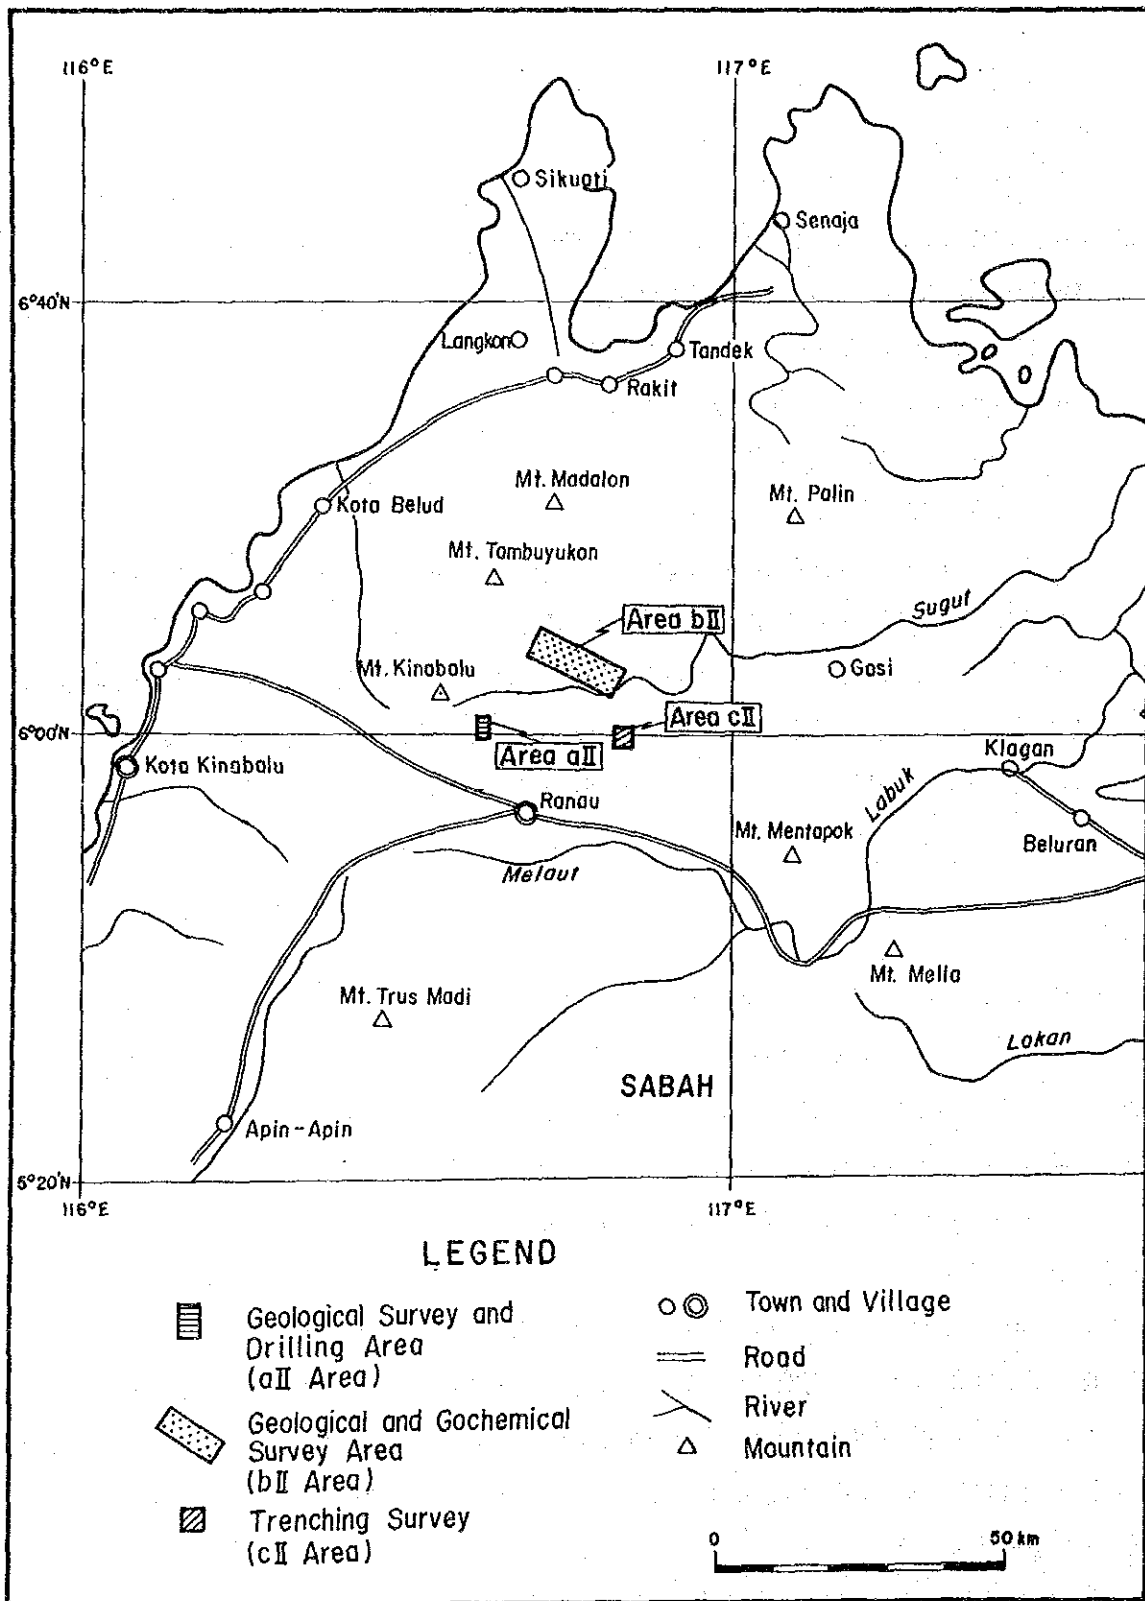 116°E
117°E
Sikuati
Senaja
6°40'N
Langkon
Tandek
Rakit
Mt. Madalon
Kota Belud
Mt. Palin
Mt. Tambuyukon
Sugut
Area bⅡ
Mt. Kinabalu
Gosi
Area cⅡ
6°00'N
Area aⅡ
Klagan
Kota Kinabalu
Ranau
Labuk
Mt. Mentapok
Beluran
Melaut
Mt. Melia
Mt. Trus Madi
Lokan
SABAH
Apin-Apin
5°20'N
116°E
117°E
LEGEND
Geological Survey and
Drilling Area
(aⅡ Area)
Geological and Gochemical
Survey Area
(bⅡ Area)
Trenching Survey
(cⅡ Area)
Town and Village
Road
River
Mountain
0
50 km